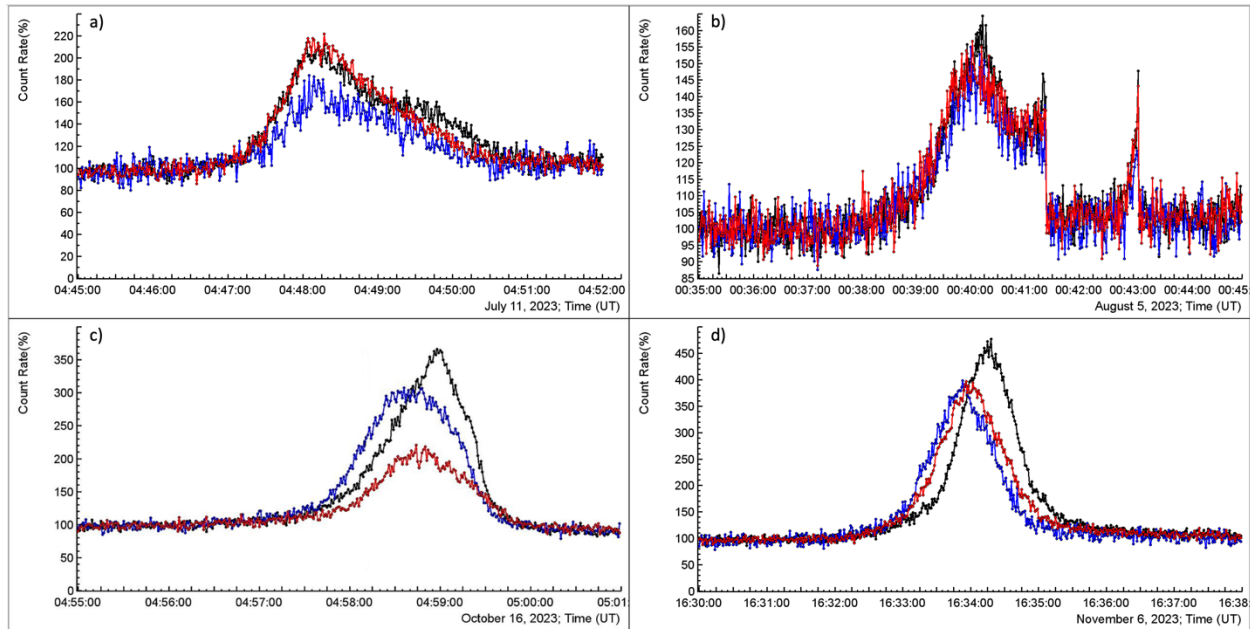 a)
Count Rate(%)
220
200
180
160
140
120
100
80
60
40
20
0
04:45:00 04:46:00 04:47:00 04:48:00 04:49:00 04:50:00 04:51:00 04:52:00
July 11, 2023; Time (UT)
b)
Count Rate(%)
160
155
150
145
140
135
130
125
120
115
110
105
100
95
90
85
00:35:00 00:36:00 00:37:00 00:38:00 00:39:00 00:40:00 00:41:00 00:42:00 00:43:00 00:44:00 00:45:
August 5, 2023; Time (UT)
c)
Count Rate(%)
350
300
250
200
150
100
50
0
04:55:00 04:56:00 04:57:00 04:58:00 04:59:00 05:00:00 05:01:
October 16, 2023; Time (UT)
d)
Count Rate(%)
450
400
350
300
250
200
150
100
50
0
16:30:00 16:31:00 16:32:00 16:33:00 16:34:00 16:35:00 16:36:00 16:37:00 16:38:
November 6, 2023; Time (UT)